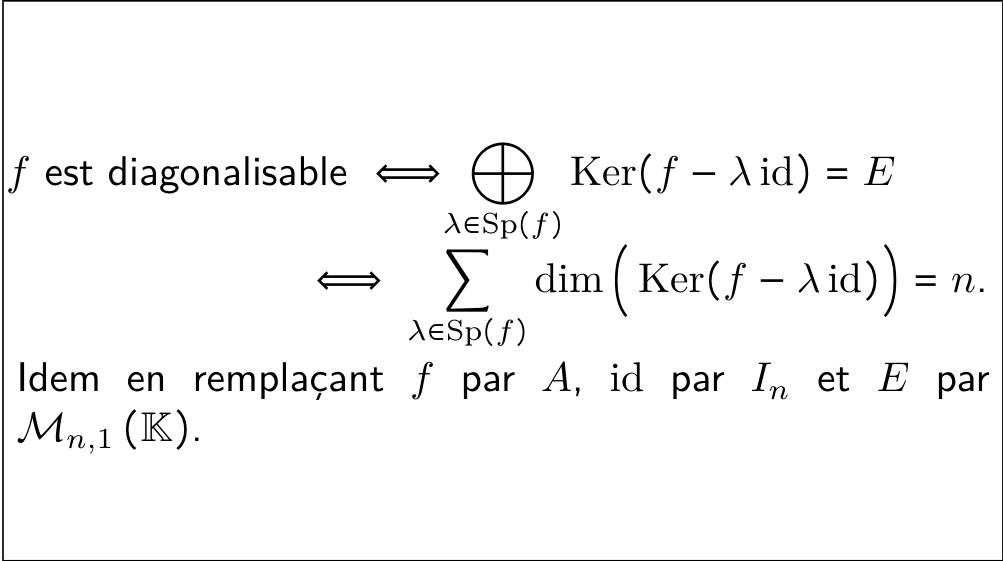 f est diagonalisable ⟺ ⨁_{λ∈Sp(f)} Ker(f − λ id) = E
⟺ ∑_{λ∈Sp(f)} dim ( Ker(f − λ id) ) = n.
Idem en remplaçant f par A, id par I_n et E par
ℳ_{n,1} (𝕂).